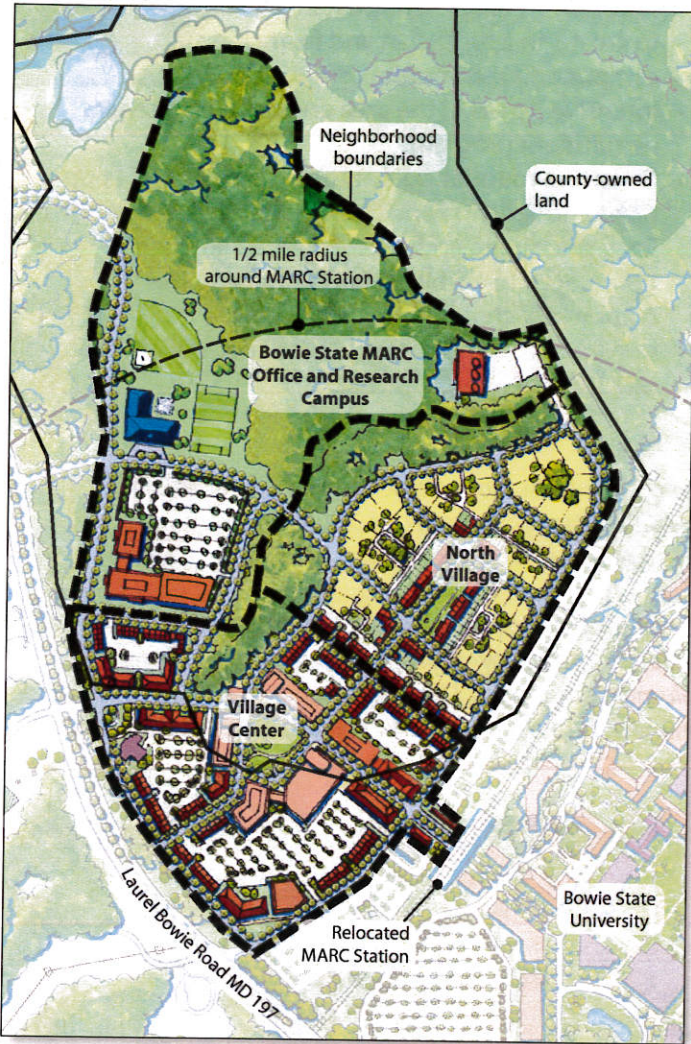 Neighborhood
boundaries
County-owned
land
1/2 mile radius
around MARC Station
Bowie State MARC
Office and Research
Campus
North
Village
Village
Center
Bowie State
University
Relocated
MARC Station
Laurel Bowie Road MD 197